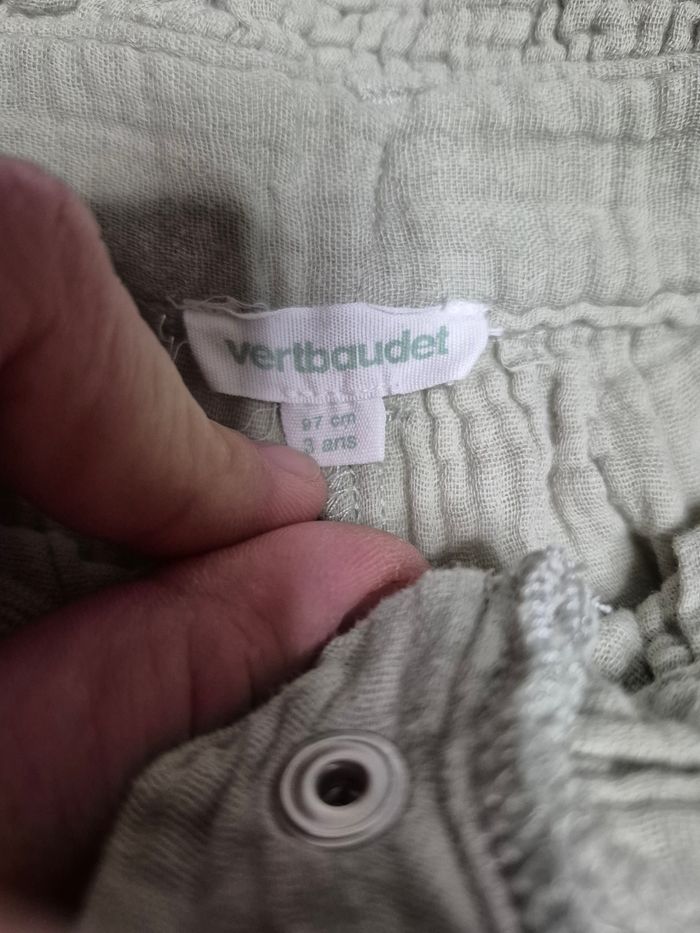 vertbaudet
97 cm
3 ans